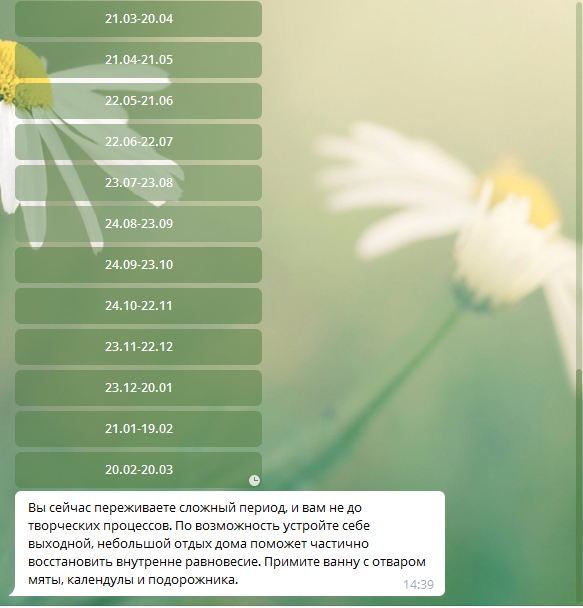 21.03-20.04
21.04-21.05
22.05-21.06
22.06-22.07
23.07-23.08
24.08-23.09
24.09-23.10
24.10-22.11
23.11-22.12
23.12-20.01
21.01-19.02
20.02-20.03
Вы сейчас переживаете сложный период, и вам не до
творческих процессов. По возможность устройте себе
выходной, небольшой отдых дома поможет частично
восстановить внутренне равновесие. Примите ванну с отваром
мяты, календулы и подорожника.
14:39